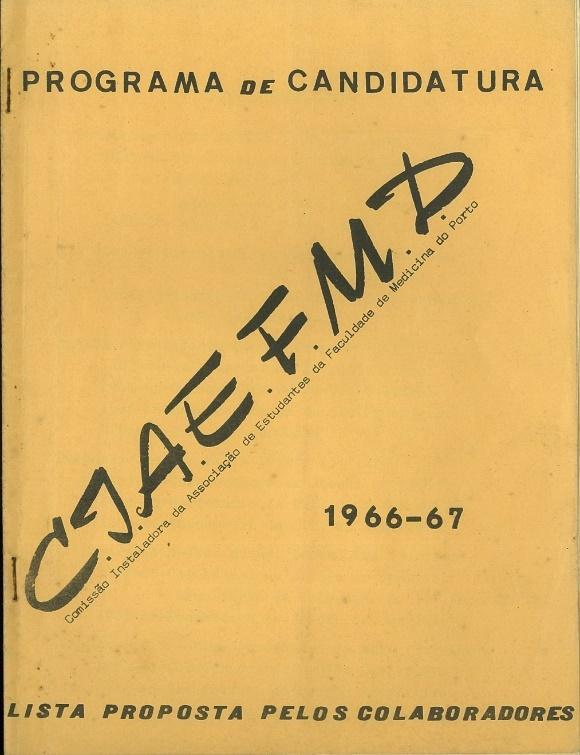 PROGRAMA DE CANDIDATURA
C.I.A.E.F.M.P.
Comissão Instaladora da Associação de Estudantes da Faculdade de Medicina do Porto
1966-67
LISTA PROPOSTA PELOS COLABORADORES